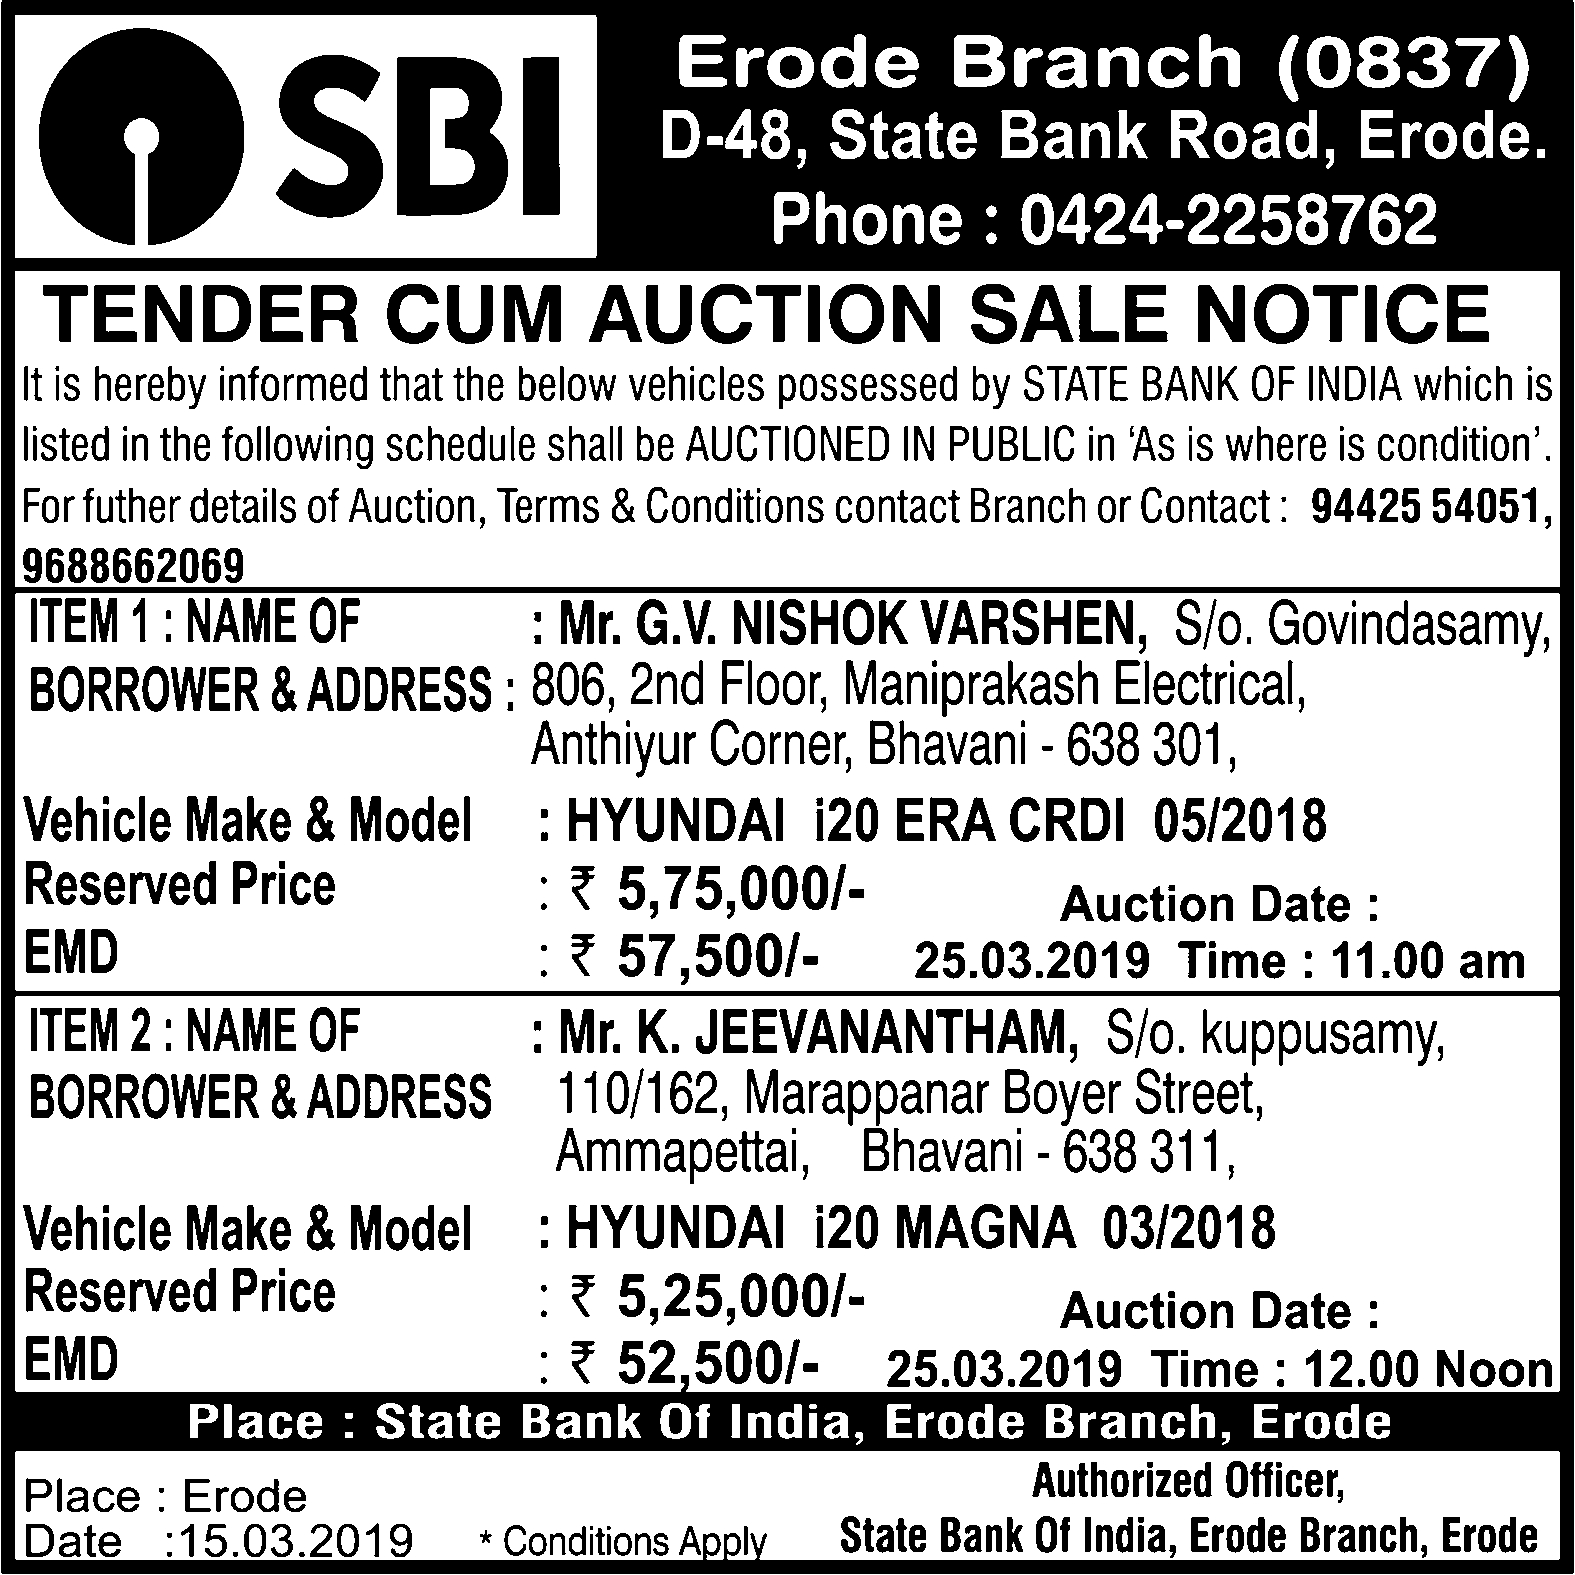 SBI
Erode Branch (0837)
D-48, State Bank Road, Erode.
Phone : 0424-2258762
TENDER CUM AUCTION SALE NOTICE
It is hereby informed that the below vehicles possessed by STATE BANK OF INDIA which is
listed in the following schedule shall be AUCTIONED IN PUBLIC in 'As is where is condition'.
For futher details of Auction, Terms & Conditions contact Branch or Contact : 94425 54051,
9688662069
ITEM 1 : NAME OF : Mr. G.V. NISHOK VARSHEN, S/o. Govindasamy,
BORROWER & ADDRESS : 806, 2nd Floor, Maniprakash Electrical,
Anthiyur Corner, Bhavani - 638 301,
Vehicle Make & Model : HYUNDAI i20 ERA CRDI 05/2018
Reserved Price : ₹ 5,75,000/- Auction Date :
EMD : ₹ 57,500/- 25.03.2019 Time : 11.00 am
ITEM 2 : NAME OF : Mr. K. JEEVANANTHAM, S/o. kuppusamy,
BORROWER & ADDRESS 110/162, Marappanar Boyer Street,
Ammapettai, Bhavani - 638 311,
Vehicle Make & Model : HYUNDAI i20 MAGNA 03/2018
Reserved Price : ₹ 5,25,000/- Auction Date :
EMD : ₹ 52,500/- 25.03.2019 Time : 12.00 Noon
Place : State Bank Of India, Erode Branch, Erode
Place : Erode Authorized Officer,
Date :15.03.2019 * Conditions Apply State Bank Of India, Erode Branch, Erode